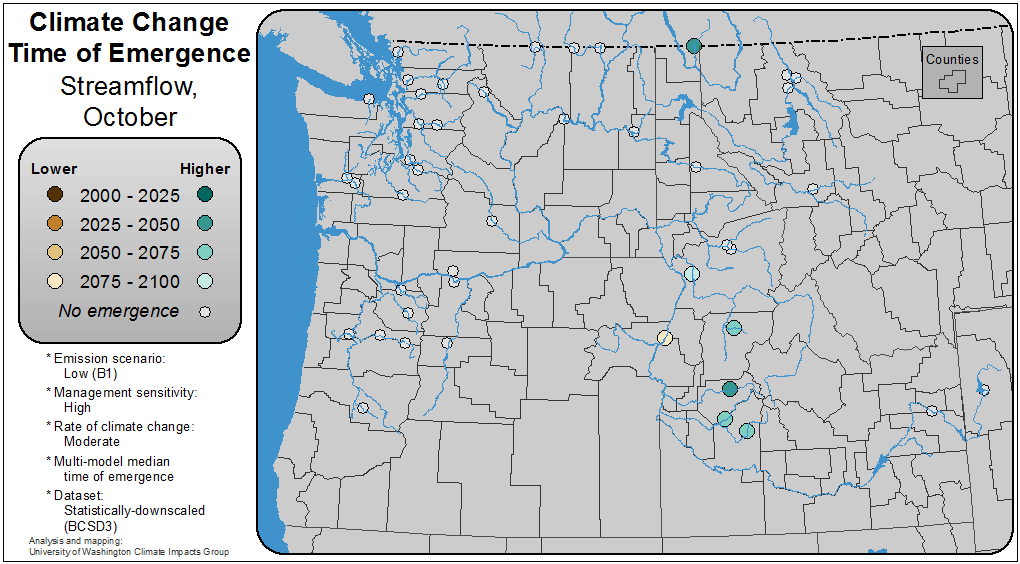 Climate Change
Time of Emergence
Streamflow,
October
Lower Higher
2000 - 2025
2025 - 2050
2050 - 2075
2075 - 2100
No emergence
* Emission scenario:
Low (B1)
* Management sensitivity:
High
* Rate of climate change:
Moderate
* Multi-model median
time of emergence
* Dataset:
Statistically-downscaled
(BCSD3)
Analysis and mapping:
University of Washington Climate Impacts Group
Counties